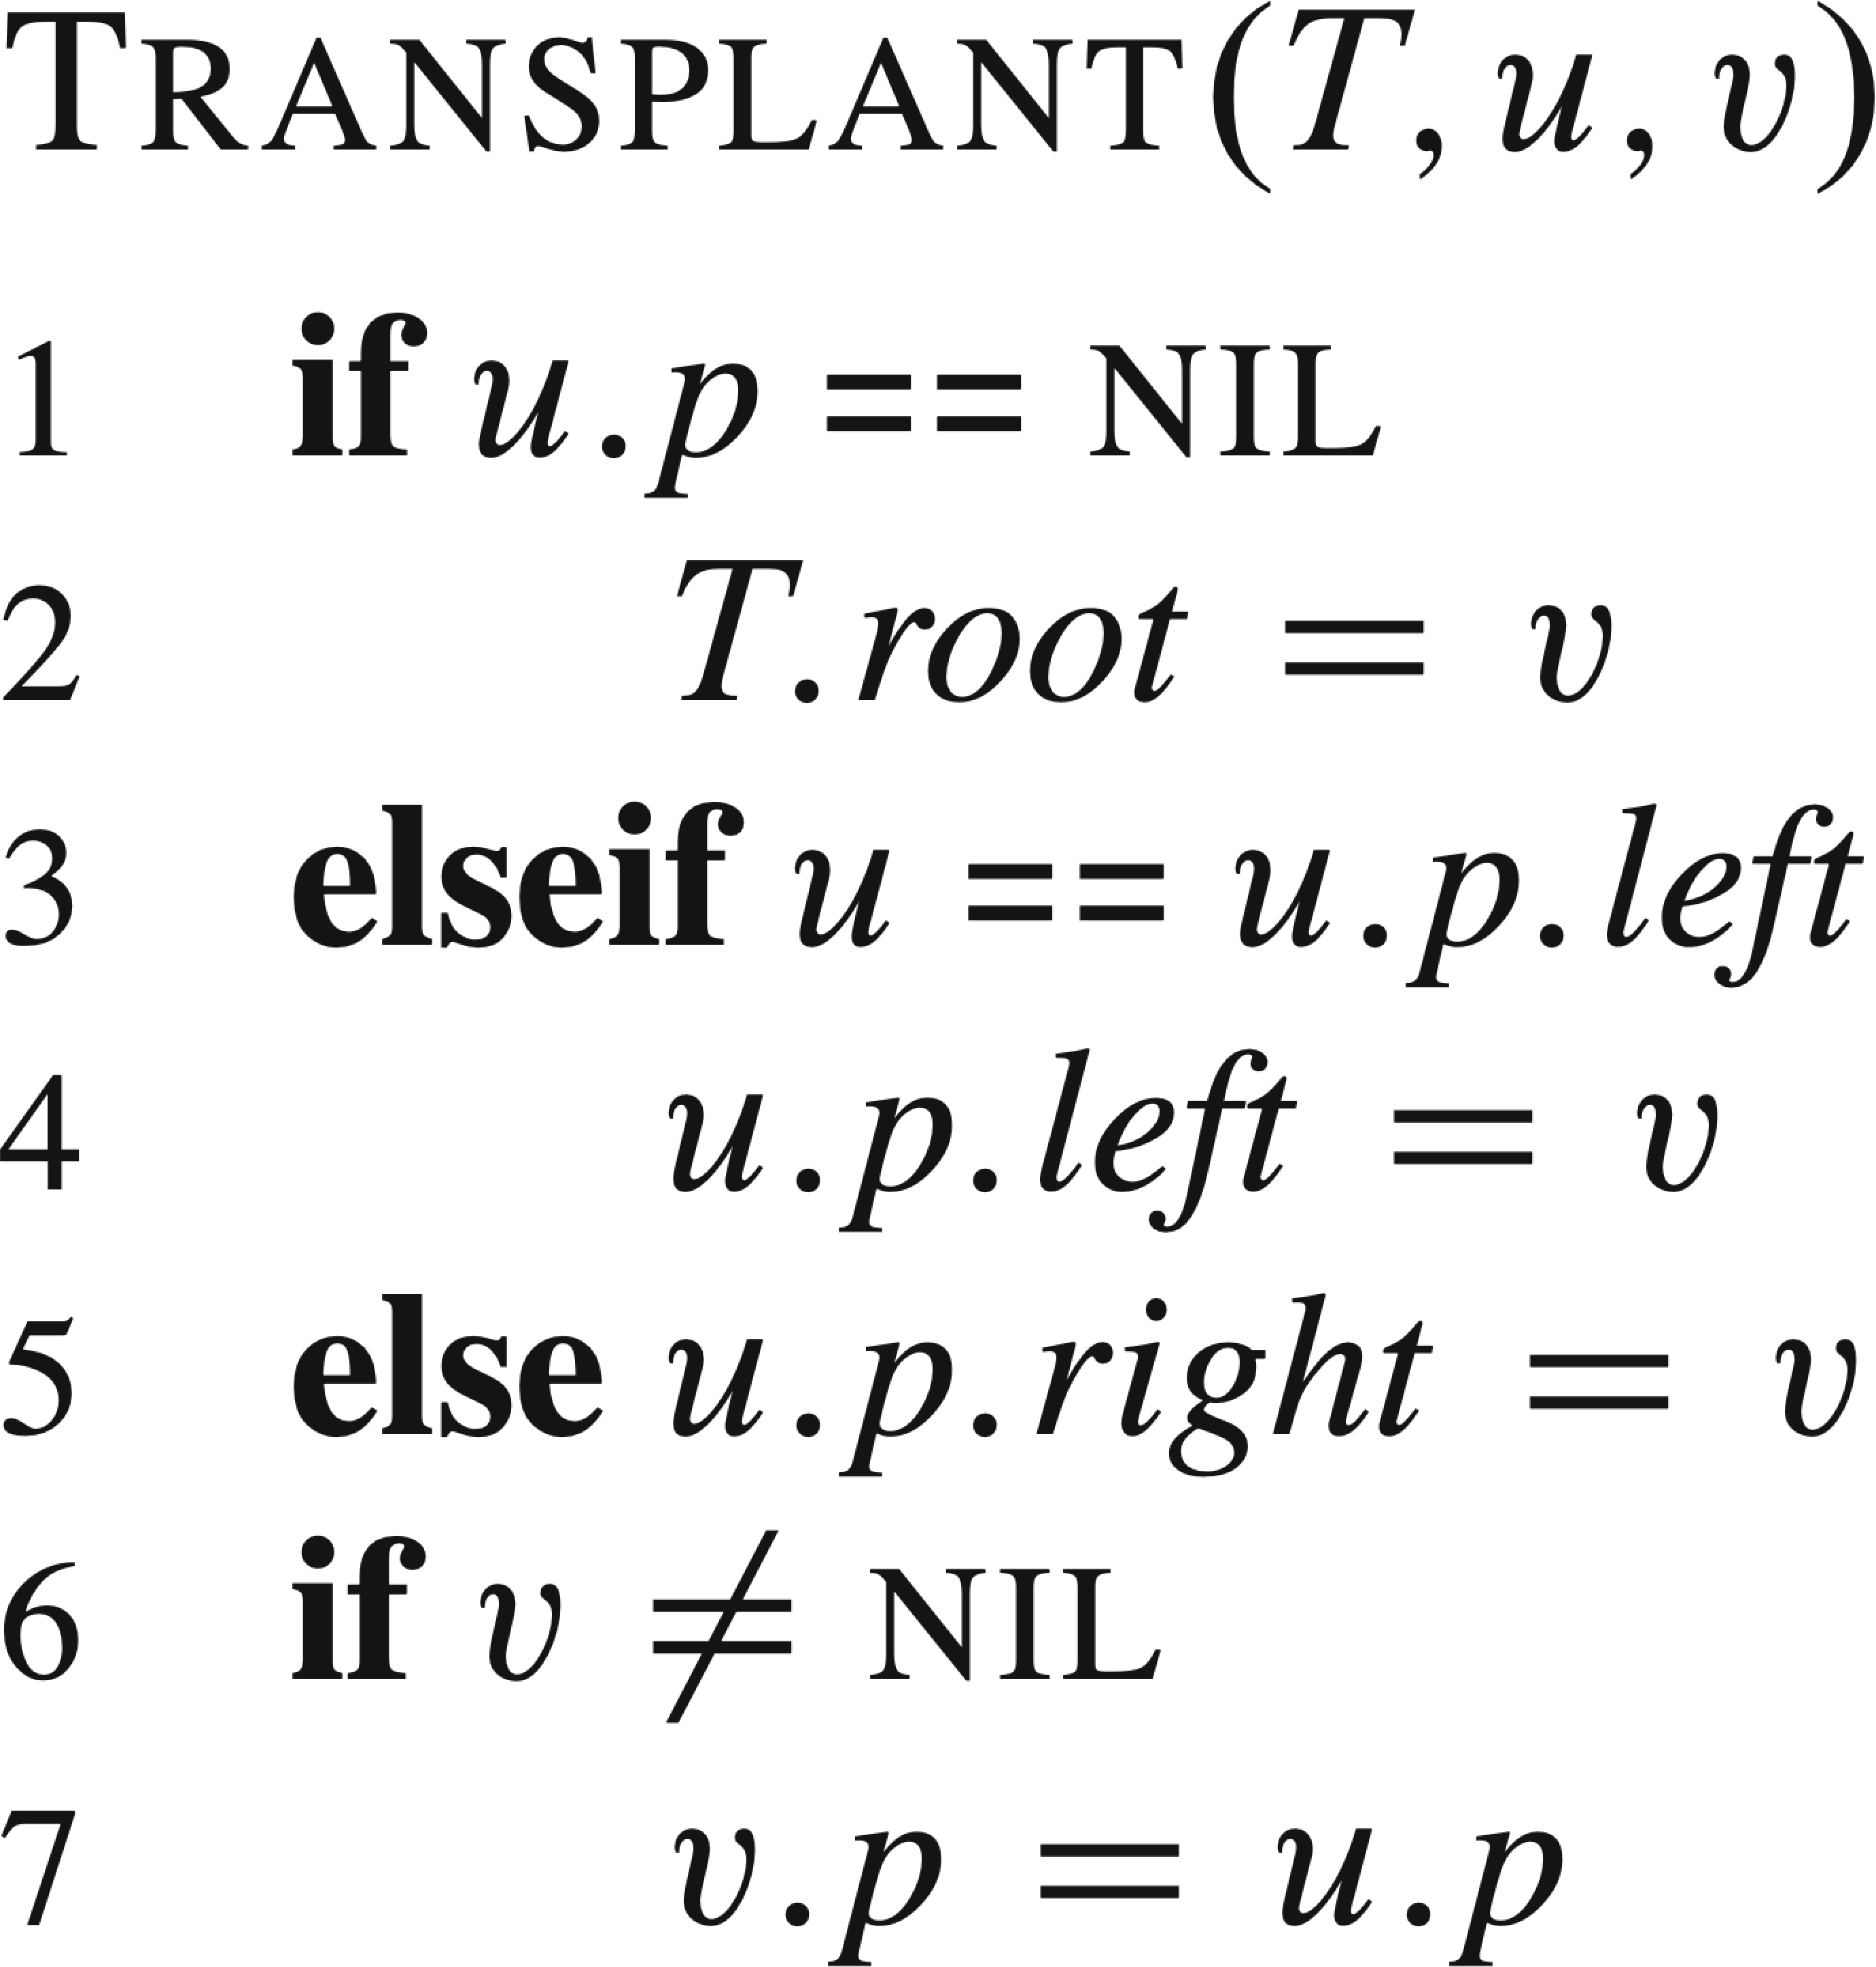 TRANSPLANT(T, u, v)
1 if u.p == NIL
2 T.root = v
3 elseif u == u.p.left
4 u.p.left = v
5 else u.p.right = v
6 if v ≠ NIL
7 v.p = u.p